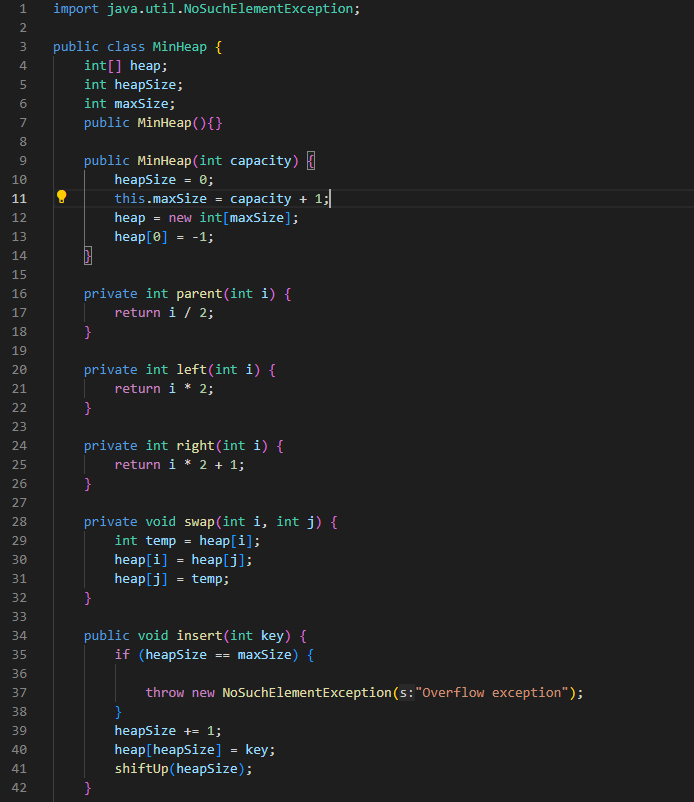 1 import java.util.NoSuchElementException;
2
3 public class MinHeap {
4     int[] heap;
5     int heapSize;
6     int maxSize;
7     public MinHeap(){}
8
9     public MinHeap(int capacity) {
10         heapSize = 0;
11         this.maxSize = capacity + 1;
12         heap = new int[maxSize];
13         heap[0] = -1;
14     }
15
16     private int parent(int i) {
17         return i / 2;
18     }
19
20     private int left(int i) {
21         return i * 2;
22     }
23
24     private int right(int i) {
25         return i * 2 + 1;
26     }
27
28     private void swap(int i, int j) {
29         int temp = heap[i];
30         heap[i] = heap[j];
31         heap[j] = temp;
32     }
33
34     public void insert(int key) {
35         if (heapSize == maxSize) {
36
37             throw new NoSuchElementException(s:"Overflow exception");
38         }
39         heapSize += 1;
40         heap[heapSize] = key;
41         shiftUp(heapSize);
42     }